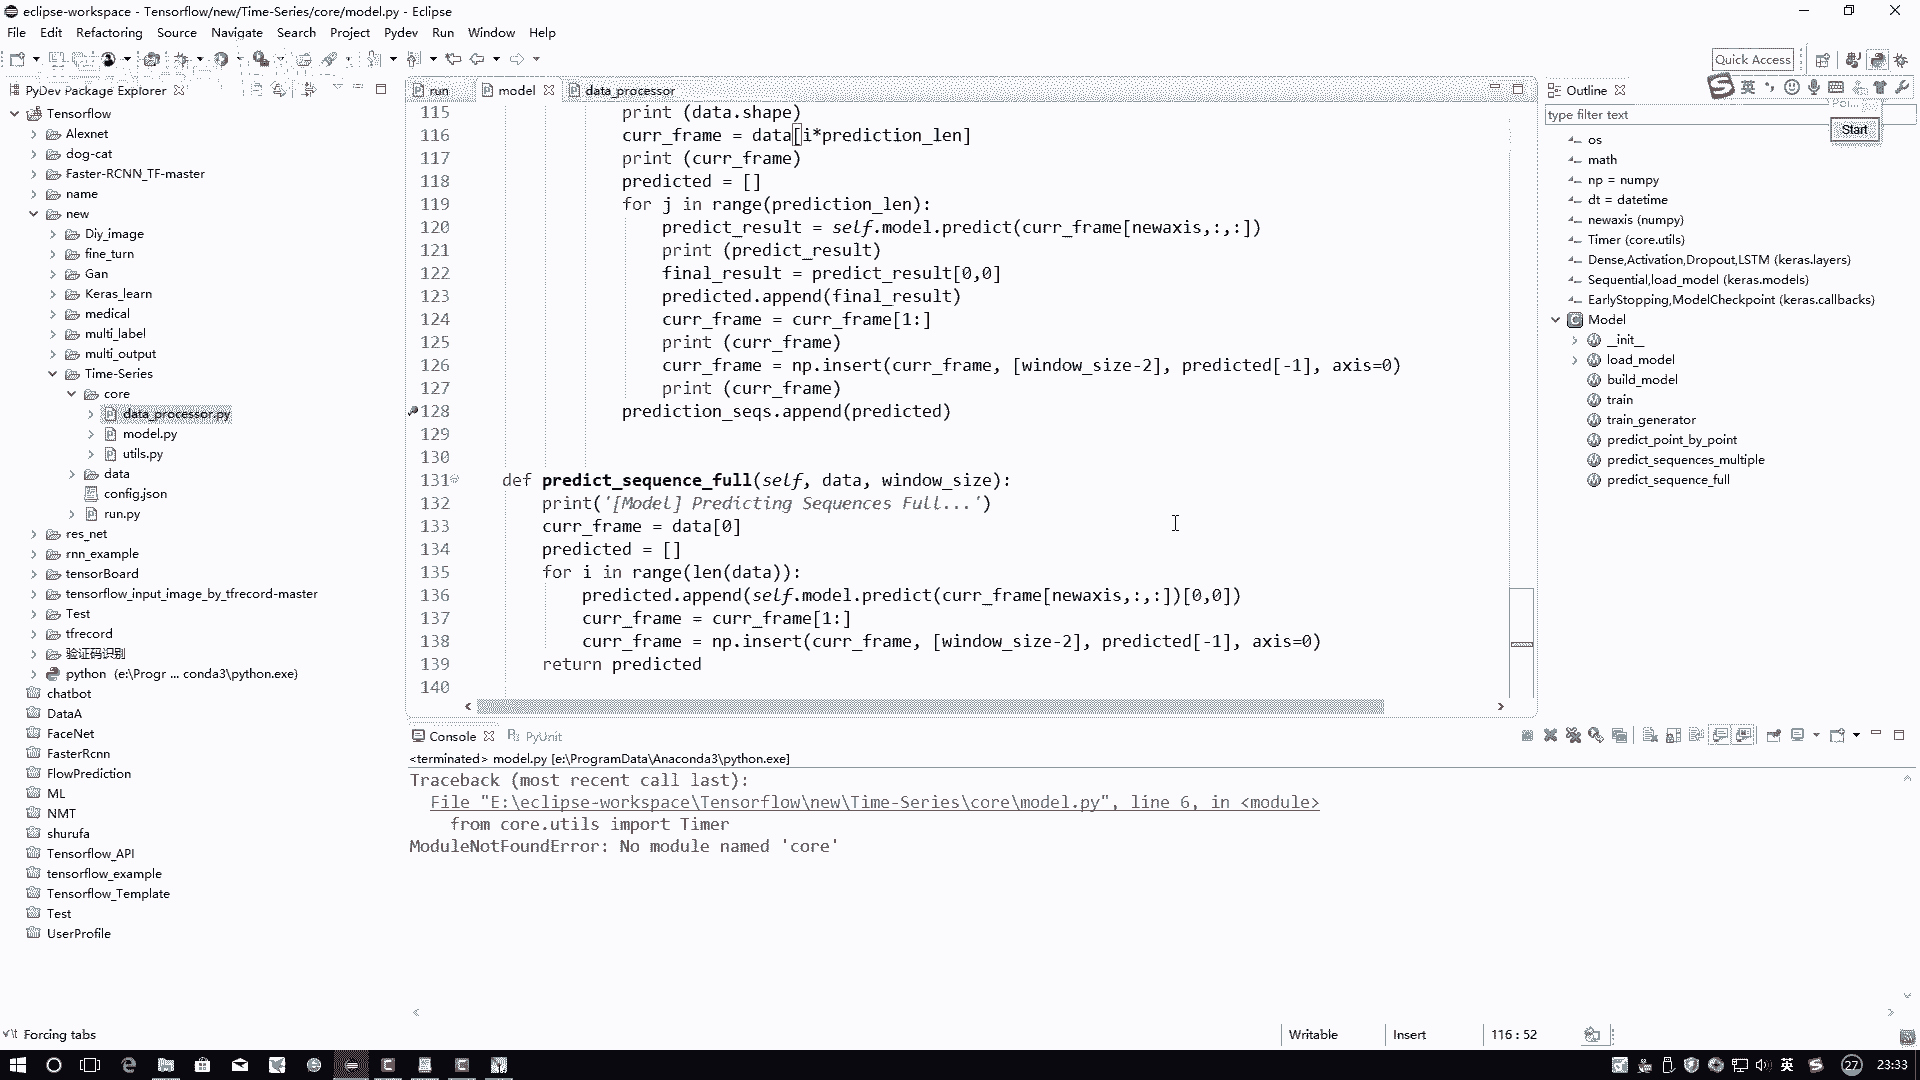 eclipse-workspace - Tensorflow/new/Time-Series/core/model.py - Eclipse
File Edit Refactoring Source Navigate Search Project Pydev Run Window Help
Quick Access
PyDev Package Explorer
Tensorflow
Alexnet
dog-cat
Faster-RCNN_TF-master
name
new
Diy_image
fine_turn
Gan
Keras_learn
medical
multi_label
multi_output
Time-Series
core
data_processor.py
model.py
utils.py
data
config.json
run.py
res_net
rnn_example
tensorBoard
tensorflow_input_image_by_tfrecord-master
Test
tfrecord
验证码识别
python (e:\Progr ... conda3\python.exe)
chatbot
DataA
FaceNet
FasterRcnn
FlowPrediction
ML
NMT
shurufa
Tensorflow_API
tensorflow_example
Tensorflow_Template
Test
UserProfile
run model data_processor
115 print (data.shape)
116 curr_frame = data[i*prediction_len]
117 print (curr_frame)
118 predicted = []
119 for j in range(prediction_len):
120 predict_result = self.model.predict(curr_frame[newaxis,:,:])
121 print (predict_result)
122 final_result = predict_result[0,0]
123 predicted.append(final_result)
124 curr_frame = curr_frame[1:]
125 print (curr_frame)
126 curr_frame = np.insert(curr_frame, [window_size-2], predicted[-1], axis=0)
127 print (curr_frame)
128 prediction_seqs.append(predicted)
129
130
131 def predict_sequence_full(self, data, window_size):
132 print('[Model] Predicting Sequences Full...')
133 curr_frame = data[0]
134 predicted = []
135 for i in range(len(data)):
136 predicted.append(self.model.predict(curr_frame[newaxis,:,:])[0,0])
137 curr_frame = curr_frame[1:]
138 curr_frame = np.insert(curr_frame, [window_size-2], predicted[-1], axis=0)
139 return predicted
140
Console PyUnit
<terminated> model.py [e:\ProgramData\Anaconda3\python.exe]
Traceback (most recent call last):
File "E:\eclipse-workspace\Tensorflow\new\Time-Series\core\model.py", line 6, in <module>
from core.utils import Timer
ModuleNotFoundError: No module named 'core'
Outline
英
type filter text
Start
os
math
np = numpy
dt = datetime
newaxis (numpy)
Timer (core.utils)
Dense,Activation,Dropout,LSTM (keras.layers)
Sequential,load_model (keras.models)
EarlyStopping,ModelCheckpoint (keras.callbacks)
Model
__init__
load_model
build_model
train
train_generator
predict_point_by_point
predict_sequences_multiple
predict_sequence_full
Forcing tabs
Writable
Insert
116 : 52
英
27
23:33